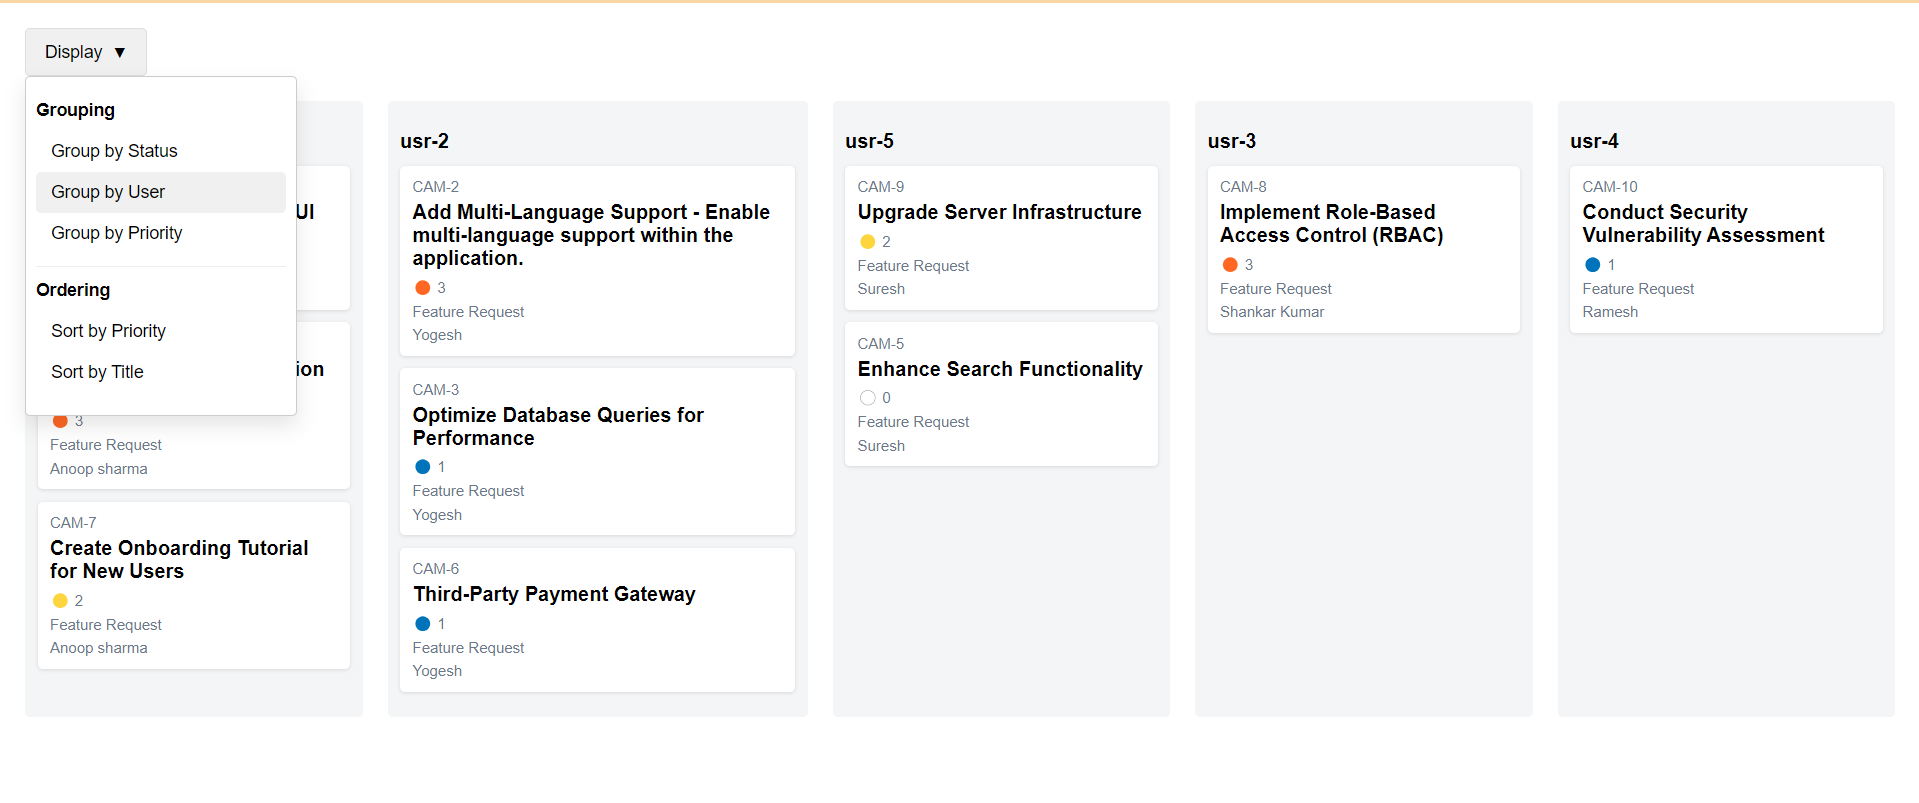 Display ▼
Grouping
Group by Status
Group by User
Group by Priority
Ordering
Sort by Priority
Sort by Title
UI
ion
3
Feature Request
Anoop sharma
CAM-7
Create Onboarding Tutorial
for New Users
2
Feature Request
Anoop sharma
usr-2
CAM-2
Add Multi-Language Support - Enable
multi-language support within the
application.
3
Feature Request
Yogesh
CAM-3
Optimize Database Queries for
Performance
1
Feature Request
Yogesh
CAM-6
Third-Party Payment Gateway
1
Feature Request
Yogesh
usr-5
CAM-9
Upgrade Server Infrastructure
2
Feature Request
Suresh
CAM-5
Enhance Search Functionality
0
Feature Request
Suresh
usr-3
CAM-8
Implement Role-Based
Access Control (RBAC)
3
Feature Request
Shankar Kumar
usr-4
CAM-10
Conduct Security
Vulnerability Assessment
1
Feature Request
Ramesh